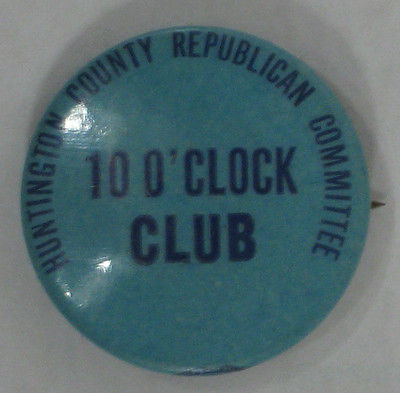 HUNTINGTON COUNTY REPUBLICAN COMMITTEE
10 O'CLOCK
CLUB